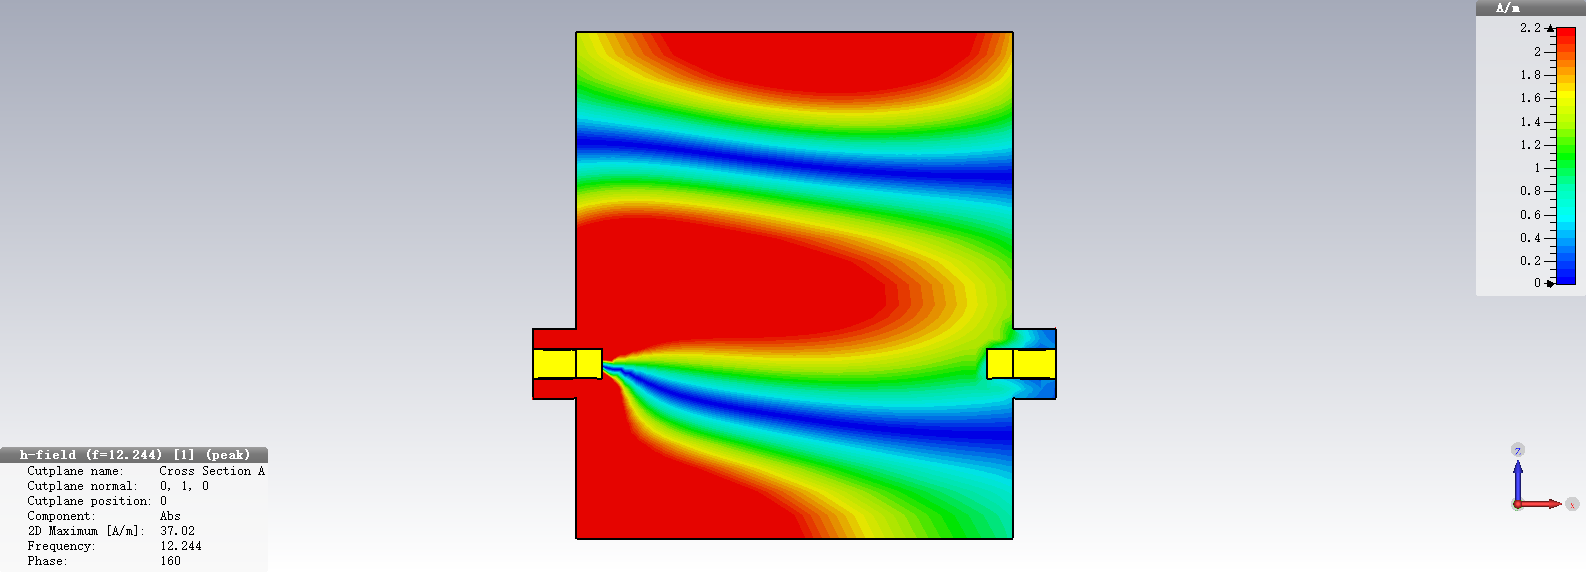 A/m
2.2
2
1.8
1.6
1.4
1.2
1
0.8
0.6
0.4
0.2
0
h-field (f=12.244) [1] (peak)
Cutplane name: Cross Section A
Cutplane normal: 0, 1, 0
Cutplane position: 0
Component: Abs
2D Maximum [A/m]: 37.02
Frequency: 12.244
Phase: 160
z
x